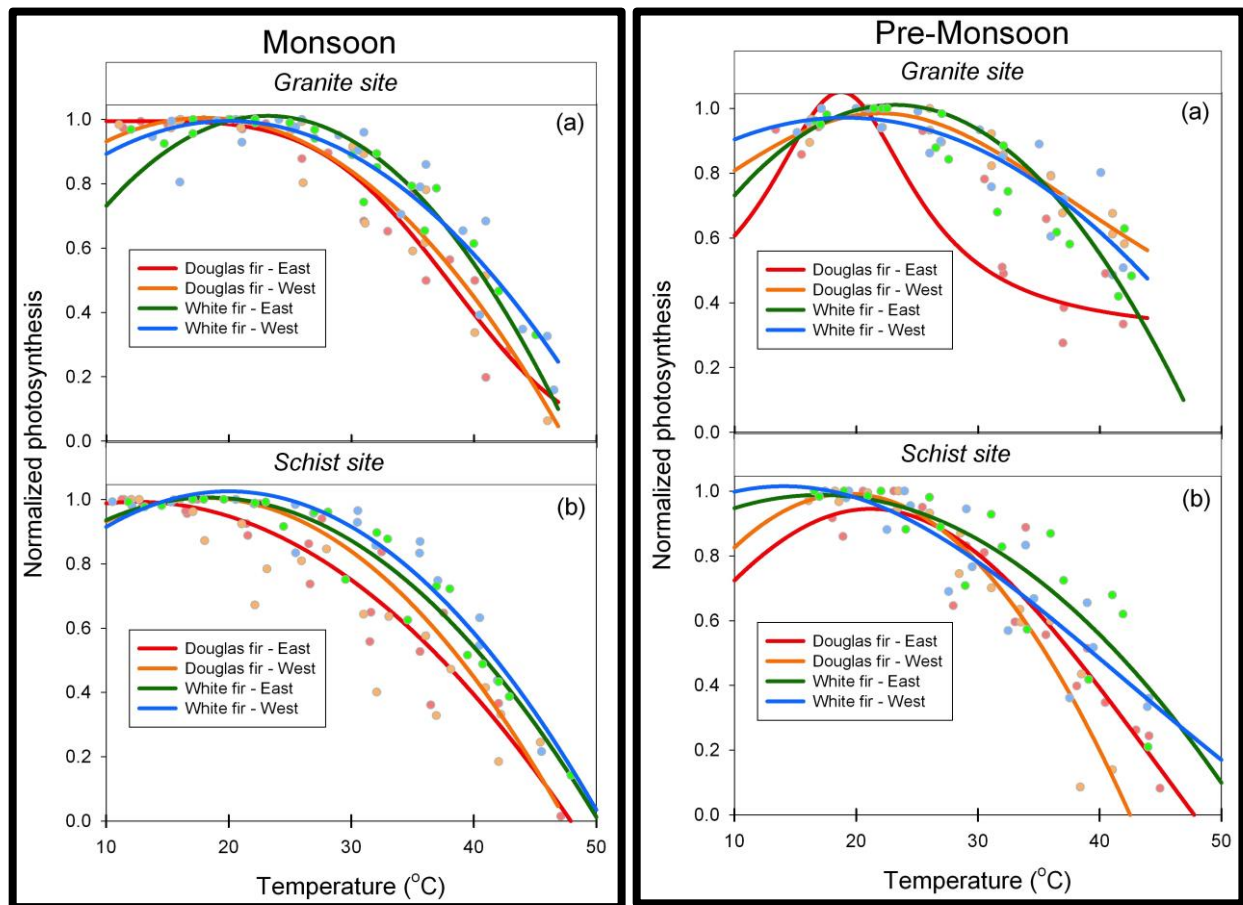 Monsoon
Granite site
(a)
1.0
0.8
0.6
0.4
0.2
0.0
Douglas fir - East
Douglas fir - West
White fir - East
White fir - West
Normalized photosynthesis
Schist site
(b)
1.0
0.8
0.6
0.4
0.2
0.0
Douglas fir - East
Douglas fir - West
White fir - East
White fir - West
10 20 30 40 50
Temperature (°C)
Pre-Monsoon
Granite site
(a)
1.0
0.8
0.6
0.4
0.2
0.0
Douglas fir - East
Douglas fir - West
White fir - East
White fir - West
Normalized photosynthesis
Schist site
(b)
1.0
0.8
0.6
0.4
0.2
0.0
Douglas fir - East
Douglas fir - West
White fir - East
White fir - West
10 20 30 40 50
Temperature (°C)